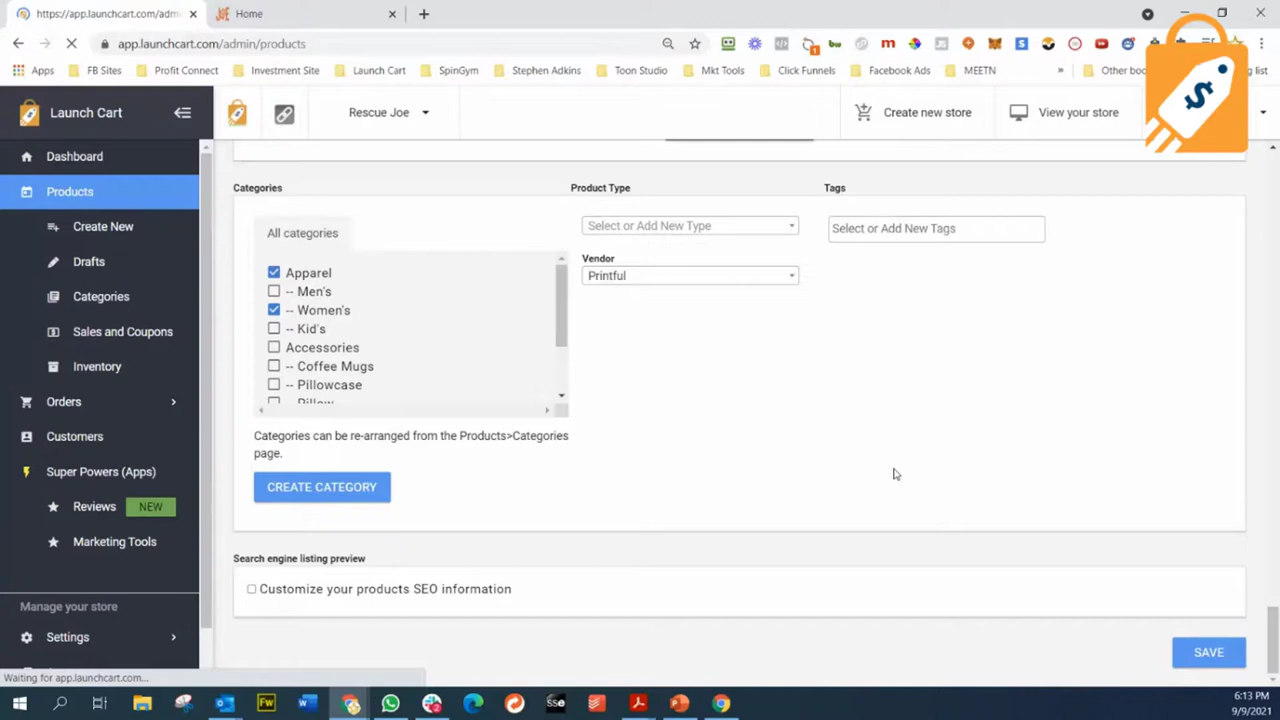 https://app.launchcart.com/adm
Home
app.launchcart.com/admin/products
Apps
FB Sites
Profit Connect
Investment Site
Launch Cart
SpinGym
Stephen Adkins
Toon Studio
Mkt Tools
Click Funnels
Facebook Ads
MEETN
»
Other bo
g list
Launch Cart
Rescue Joe
Create new store
View your store
Dashboard
Products
Create New
Drafts
Categories
Sales and Coupons
Inventory
Orders
Customers
Super Powers (Apps)
Reviews NEW
Marketing Tools
Manage your store
Settings
Categories
Product Type
Tags
All categories
Select or Add New Type
Select or Add New Tags
Vendor
Printful
Apparel
-- Men's
-- Women's
-- Kid's
Accessories
-- Coffee Mugs
-- Pillowcase
-- Pillow
Categories can be re-arranged from the Products>Categories
page.
CREATE CATEGORY
Search engine listing preview
Customize your products SEO information
SAVE
Waiting for app.launchcart.com...
6:13 PM
9/9/2021